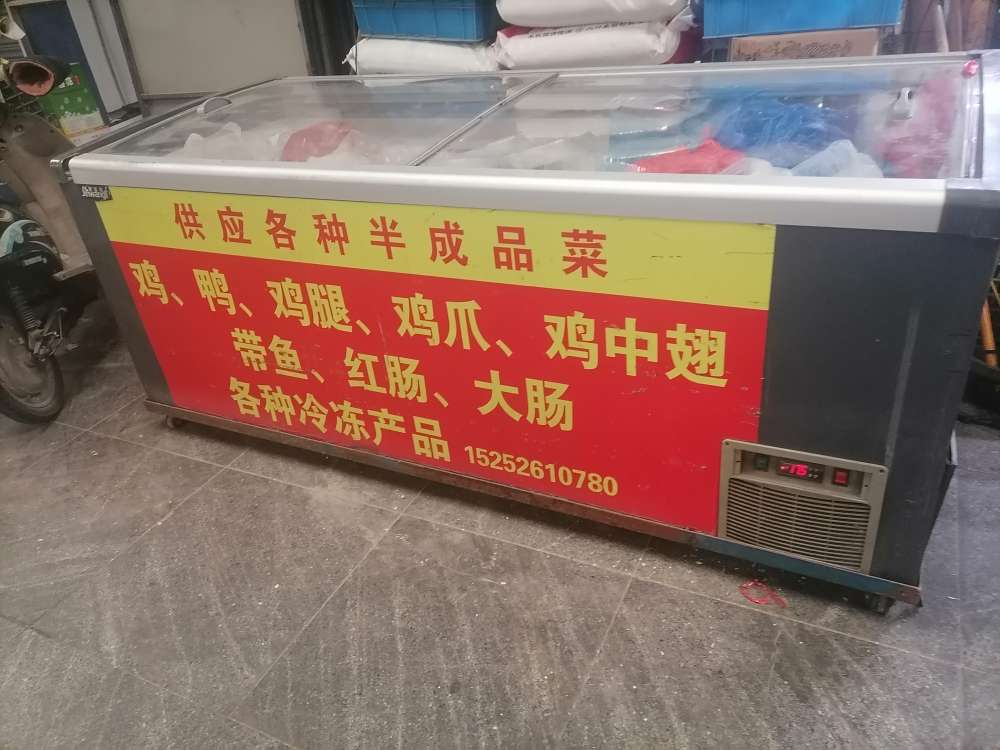 供应各种半成品菜
鸡、鸭、鸡腿、鸡爪、鸡中翅
带鱼、红肠、大肠
各种冷冻产品 15252610780